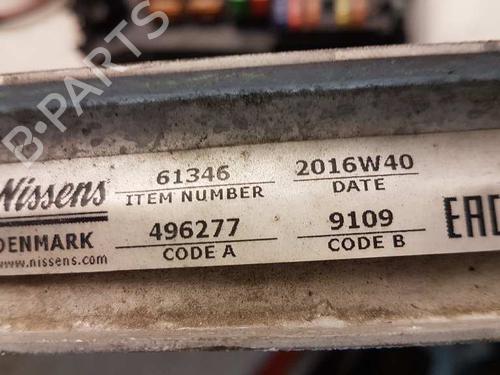 B-PARTS
Nissens
DENMARK
www.nissens.com
61346
ITEM NUMBER
496277
CODE A
2016W40
DATE
9109
CODE B
EAC